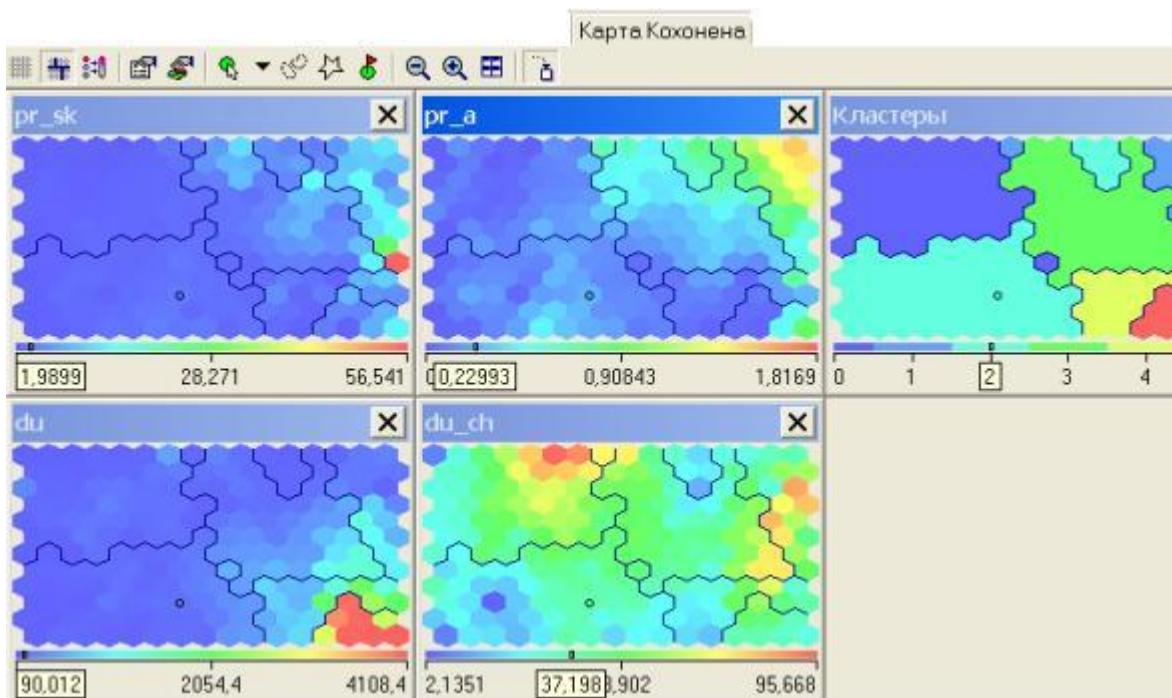 Карта Кохонена
pr_sk
pr_a
Кластеры
1,9899 28,271 56,541
0,22993 0,90843 1,8169
0 1 2 3 4
du
du_ch
90,012 2054,4 4108,4
2,1351 37,198 95,668